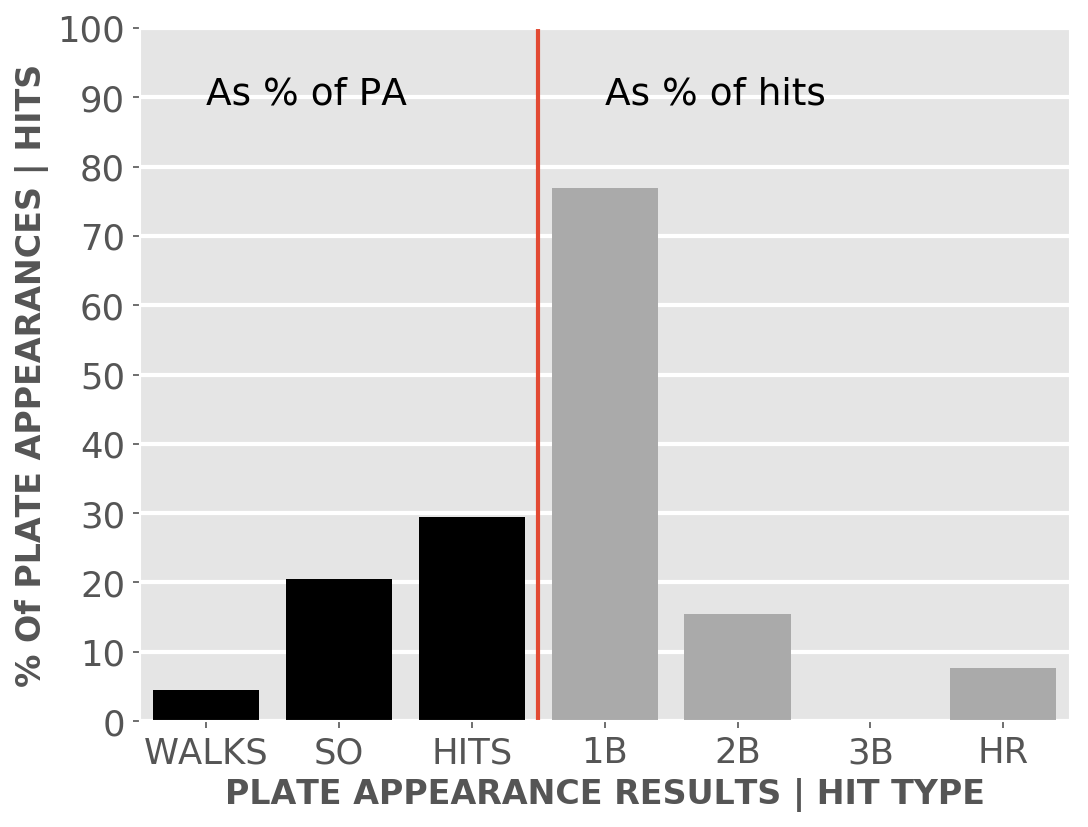 % Of PLATE APPEARANCES | HITS
100
90
80
70
60
50
40
30
20
10
0
As % of PA
As % of hits
WALKS SO HITS 1B 2B 3B HR
PLATE APPEARANCE RESULTS | HIT TYPE